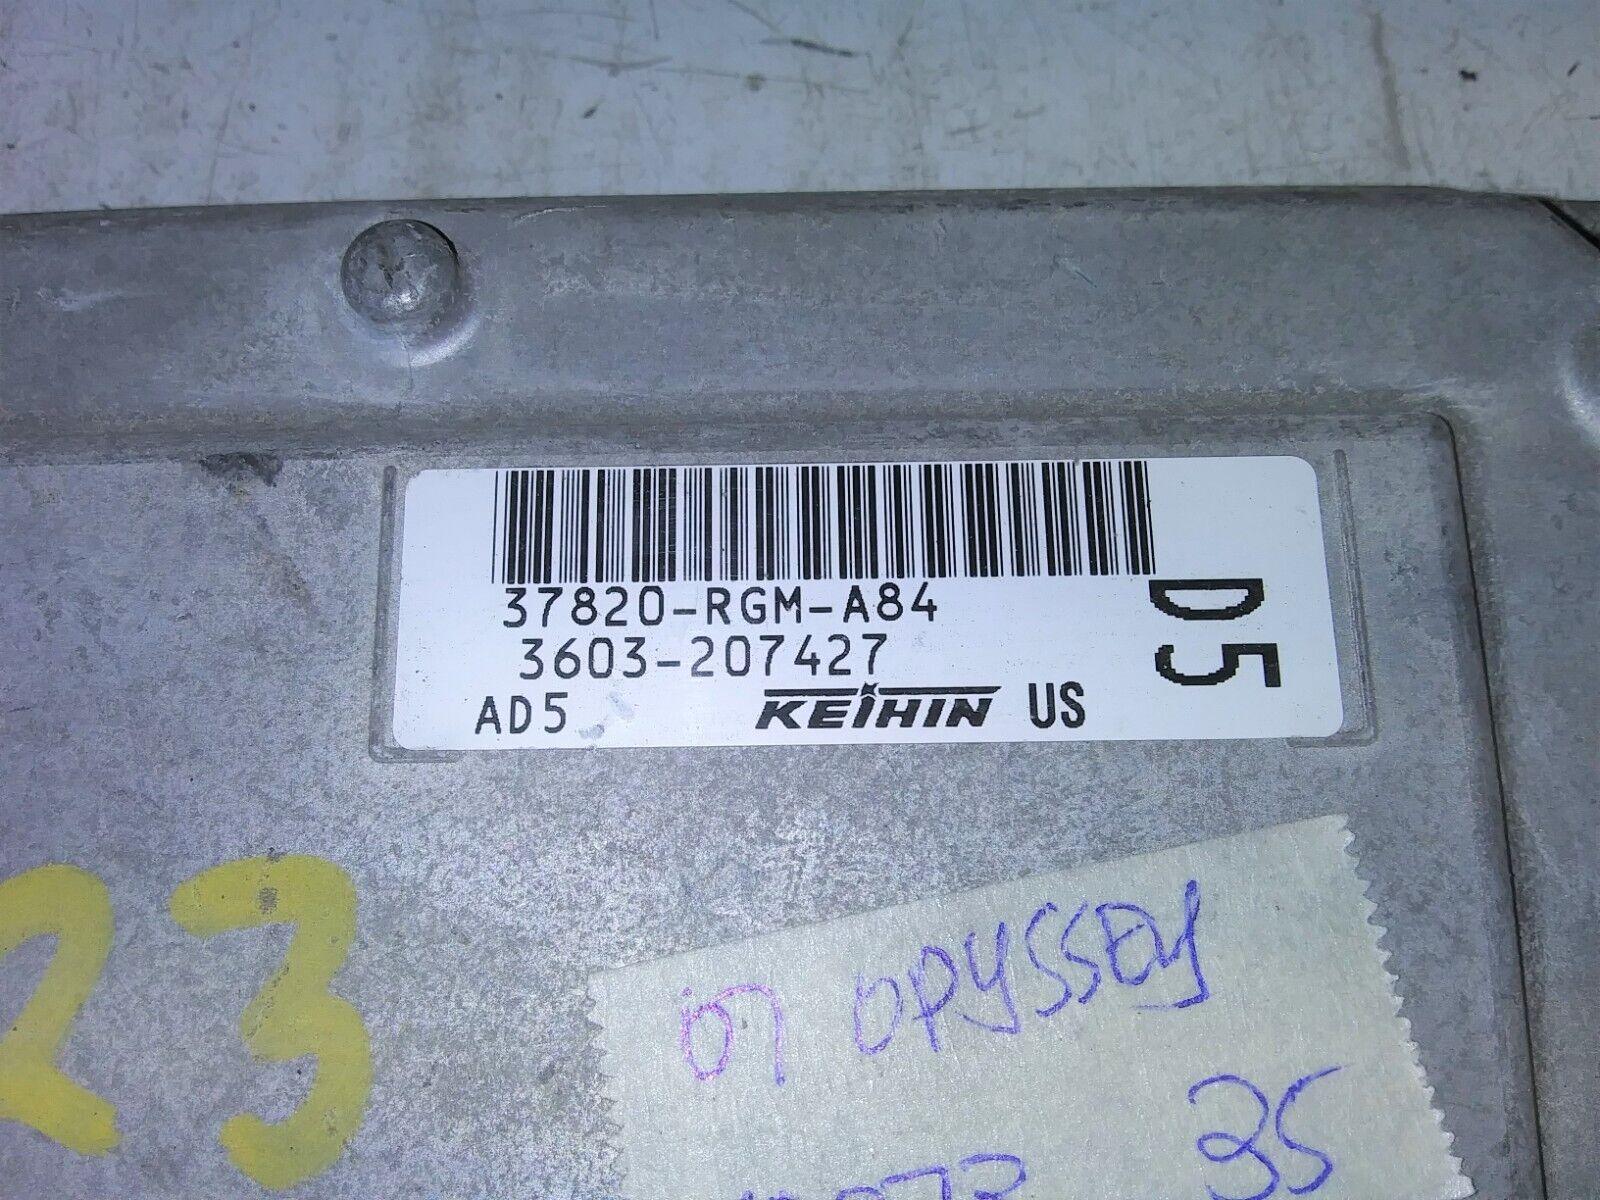 37820-RGM-A84
3603-207427
AD5 KEIHIN US
D5
23
07 ODYSSEY
35